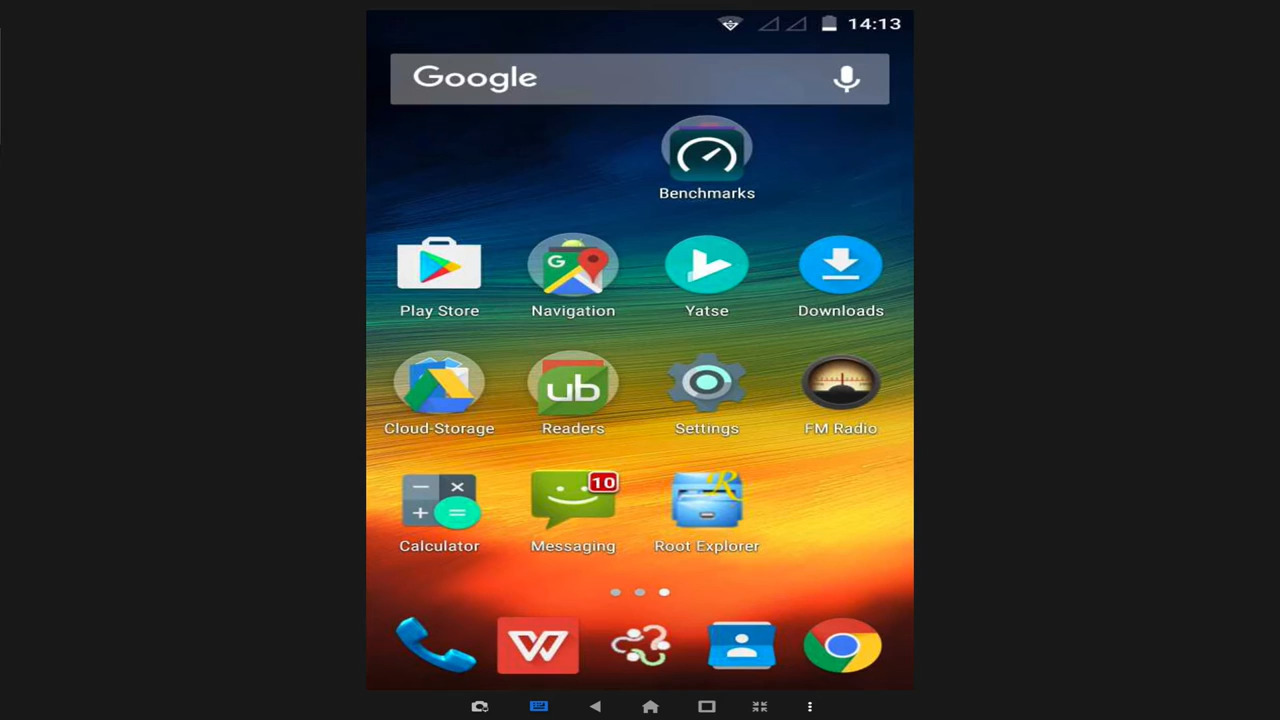 14:13
Google
Benchmarks
Play Store
G
Navigation
Yatse
Downloads
Cloud-Storage
ub
Readers
Settings
FM Radio
Calculator
10
Messaging
R
Root Explorer
W